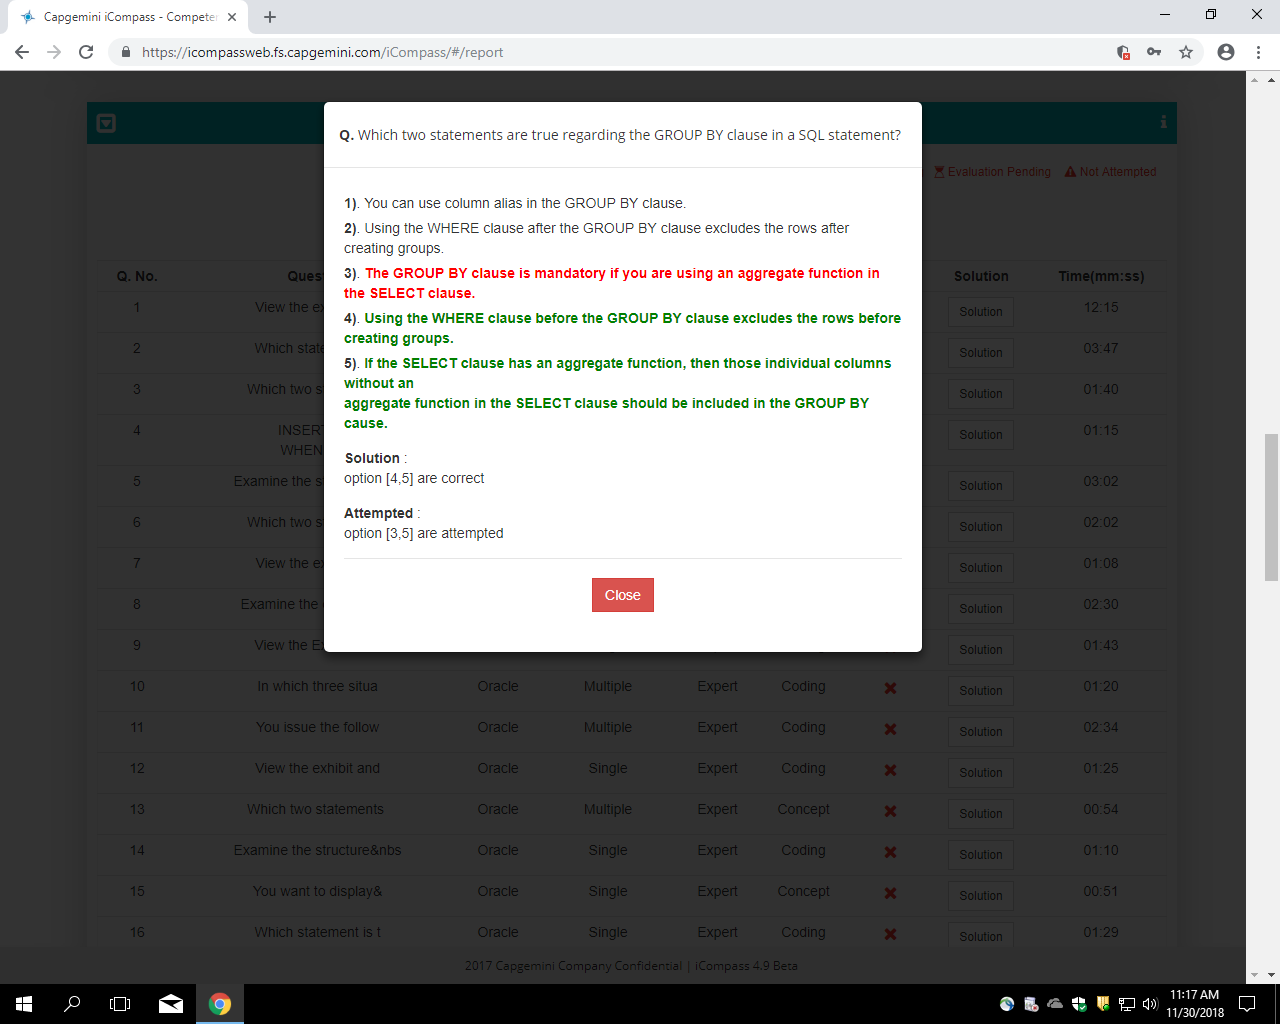 Capgemini iCompass - Competer
https://icompassweb.fs.capgemini.com/iCompass/#/report
Q. Which two statements are true regarding the GROUP BY clause in a SQL statement?
Evaluation Pending Not Attempted
1). You can use column alias in the GROUP BY clause.
2). Using the WHERE clause after the GROUP BY clause excludes the rows after
creating groups.
3). The GROUP BY clause is mandatory if you are using an aggregate function in
the SELECT clause.
4). Using the WHERE clause before the GROUP BY clause excludes the rows before
creating groups.
5). If the SELECT clause has an aggregate function, then those individual columns
without an
aggregate function in the SELECT clause should be included in the GROUP BY
cause.
Solution :
option [4,5] are correct
Attempted :
option [3,5] are attempted
Close
Q. No. Ques Solution Time(mm:ss)
1 View the ex Solution 12:15
2 Which state Solution 03:47
3 Which two s Solution 01:40
4 INSER Solution 01:15
WHEN
5 Examine the s Solution 03:02
6 Which two s Solution 02:02
7 View the ex Solution 01:08
8 Examine the Solution 02:30
9 View the E Solution 01:43
10 In which three situa Oracle Multiple Expert Coding Solution 01:20
11 You issue the follow Oracle Multiple Expert Coding Solution 02:34
12 View the exhibit and Oracle Single Expert Coding Solution 01:25
13 Which two statements Oracle Multiple Expert Concept Solution 00:54
14 Examine the structure&nbs Oracle Single Expert Coding Solution 01:10
15 You want to display& Oracle Single Expert Concept Solution 00:51
16 Which statement is t Oracle Single Expert Coding Solution 01:29
2017 Capgemini Company Confidential | iCompass 4.9 Beta
11:17 AM
11/30/2018